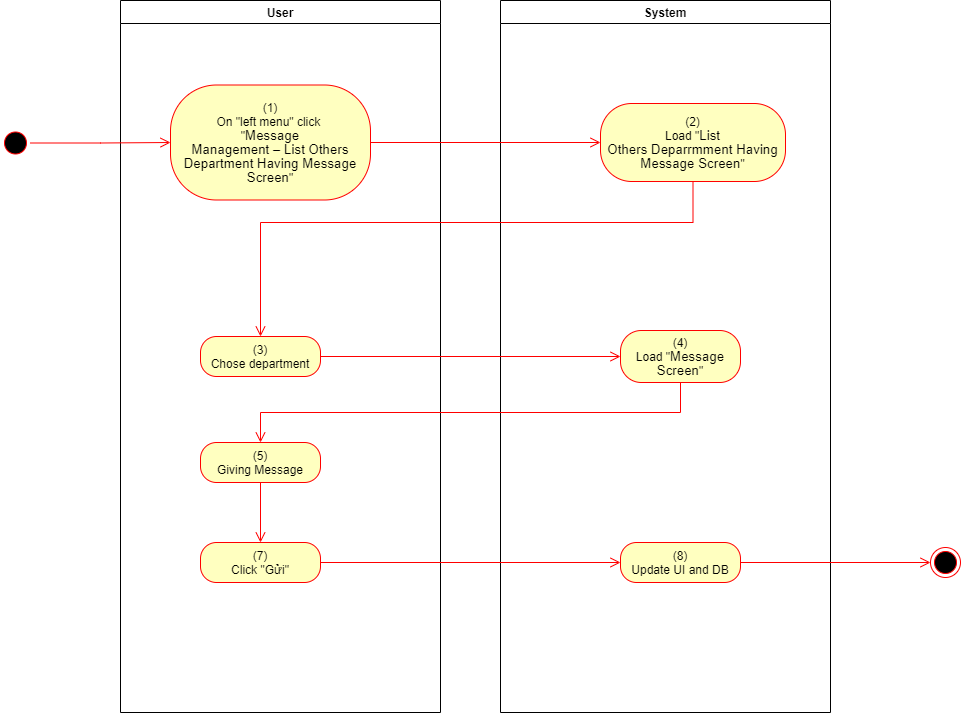 User
System
(1)
On "left menu" click
"Message
Management – List Others
Department Having Message
Screen"
(2)
Load "List
Others Deparrmment Having
Message Screen"
(3)
Chose department
(4)
Load "Message
Screen"
(5)
Giving Message
(7)
Click "Gửi"
(8)
Update UI and DB